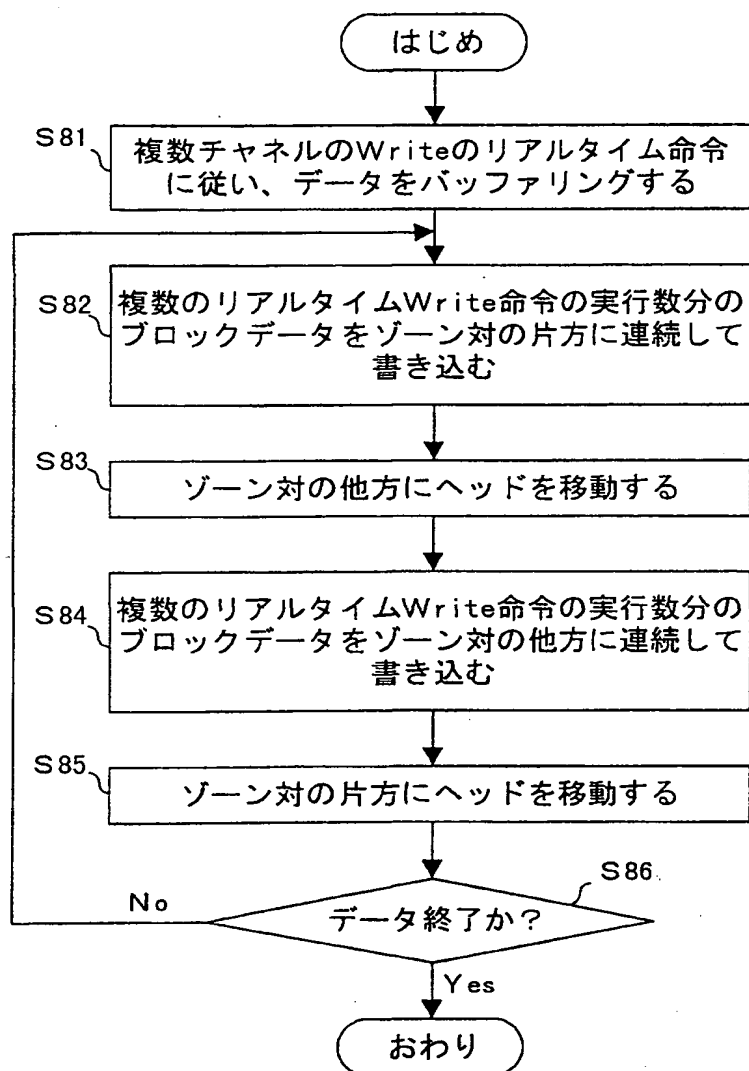 はじめ
S81
複数チャネルのWriteのリアルタイム命令
に従い、データをバッファリングする
S82
複数のリアルタイムWrite命令の実行数分の
ブロックデータをゾーン対の片方に連続して
書き込む
S83
ゾーン対の他方にヘッドを移動する
S84
複数のリアルタイムWrite命令の実行数分の
ブロックデータをゾーン対の他方に連続して
書き込む
S85
ゾーン対の片方にヘッドを移動する
S86
No
データ終了か?
Yes
おわり